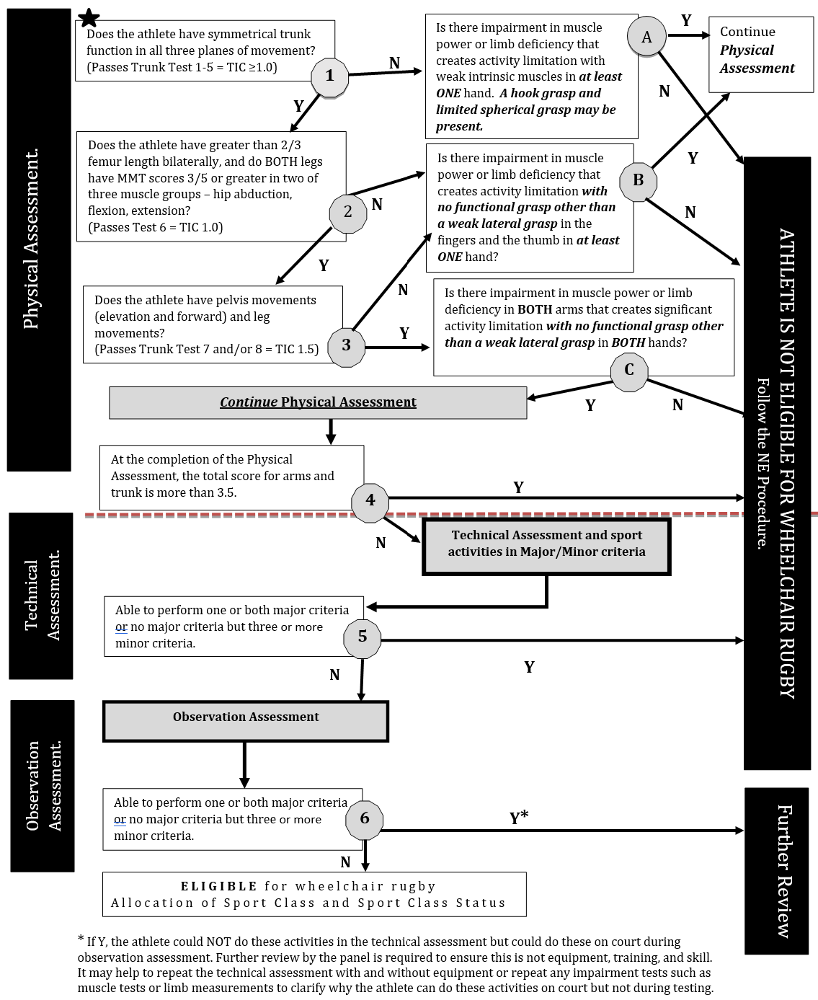 Physical Assessment.
Does the athlete have symmetrical trunk
function in all three planes of movement?
(Passes Trunk Test 1-5 = TIC ≥1.0)
1
N
Y
Is there impairment in muscle
power or limb deficiency that
creates activity limitation with
weak intrinsic muscles in at least
ONE hand. A hook grasp and
limited spherical grasp may be
present.
A
Y
N
Continue
Physical
Assessment
Does the athlete have greater than 2/3
femur length bilaterally, and do BOTH legs
have MMT scores 3/5 or greater in two of
three muscle groups – hip abduction,
flexion, extension?
(Passes Test 6 = TIC 1.0)
2
N
Y
Is there impairment in muscle
power or limb deficiency that
creates activity limitation with
no functional grasp other than
a weak lateral grasp in the
fingers and the thumb in at least
ONE hand?
B
Y
N
Does the athlete have pelvis movements
(elevation and forward) and leg
movements?
(Passes Trunk Test 7 and/or 8 = TIC 1.5)
3
N
Y
Is there impairment in muscle power or limb
deficiency in BOTH arms that creates significant
activity limitation with no functional grasp other
than a weak lateral grasp in BOTH hands?
C
Y
N
Continue Physical Assessment
At the completion of the Physical
Assessment, the total score for arms and
trunk is more than 3.5.
4
Y
N
ATHLETE IS NOT ELIGIBLE FOR WHEELCHAIR RUGBY
Follow the NE Procedure.
Technical
Assessment.
Technical Assessment and sport
activities in Major/Minor criteria
Able to perform one or both major criteria
or no major criteria but three or more
minor criteria.
5
Y
N
Observation
Assessment.
Observation Assessment
Able to perform one or both major criteria
or no major criteria but three or more
minor criteria.
6
Y*
N
Further Review
ELIGIBLE for wheelchair rugby
Allocation of Sport Class and Sport Class Status
* If Y, the athlete could NOT do these activities in the technical assessment but could do these on court during
observation assessment. Further review by the panel is required to ensure this is not equipment, training, and skill.
It may help to repeat the technical assessment with and without equipment or repeat any impairment tests such as
muscle tests or limb measurements to clarify why the athlete can do these activities on court but not during testing.